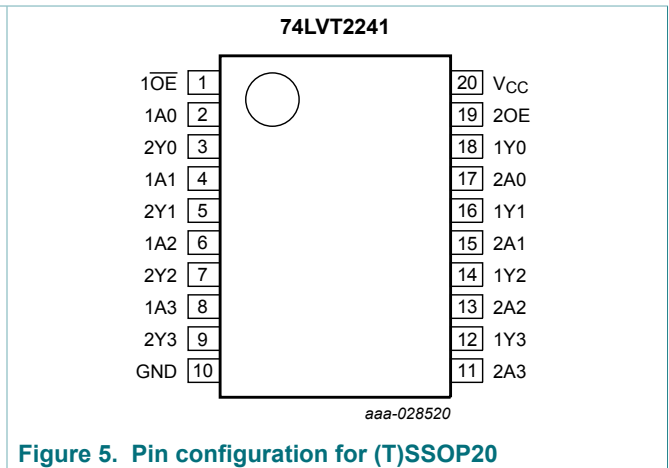 74LVT2241
1O̅E̅ 1
1A0 2
2Y0 3
1A1 4
2Y1 5
1A2 6
2Y2 7
1A3 8
2Y3 9
GND 10
20 VCC
19 2OE
18 1Y0
17 2A0
16 1Y1
15 2A1
14 1Y2
13 2A2
12 1Y3
11 2A3
aaa-028520
Figure 5. Pin configuration for (T)SSOP20